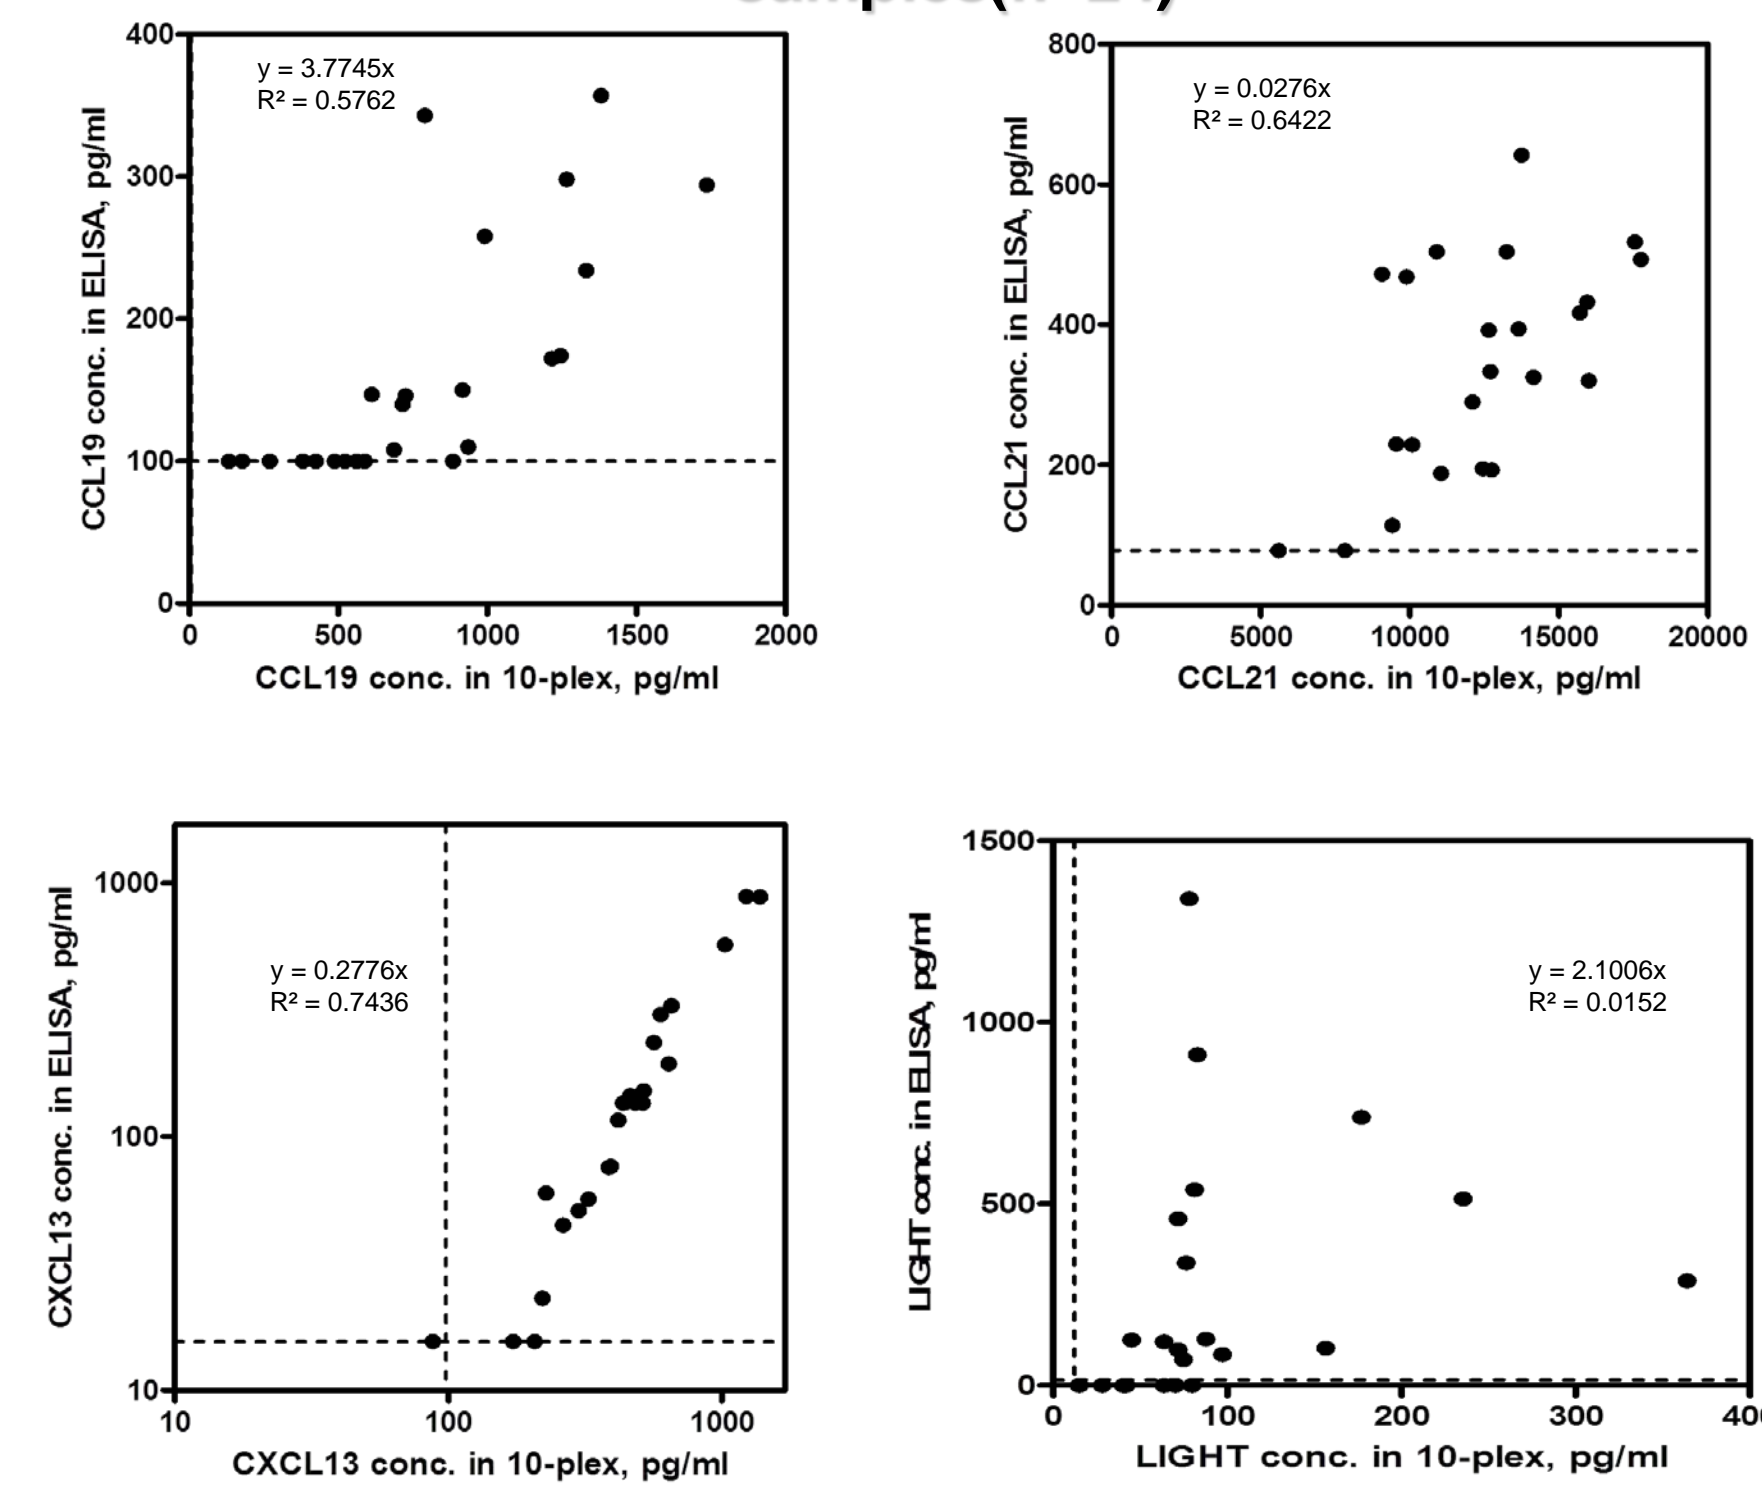 400
300
200
100
0
y = 3.7745x
R² = 0.5762
CCL19 conc. in ELISA, pg/ml
0 500 1000 1500 2000
CCL19 conc. in 10-plex, pg/ml
800
600
400
200
0
y = 0.0276x
R² = 0.6422
CCL21 conc. in ELISA, pg/ml
0 5000 10000 15000 20000
CCL21 conc. in 10-plex, pg/ml
1000
100
10
y = 0.2776x
R² = 0.7436
CXCL13 conc. in ELISA, pg/ml
10 100 1000
CXCL13 conc. in 10-plex, pg/ml
1500
1000
500
0
y = 2.1006x
R² = 0.0152
LIGHT conc. in ELISA, pg/ml
0 100 200 300
LIGHT conc. in 10-plex, pg/ml